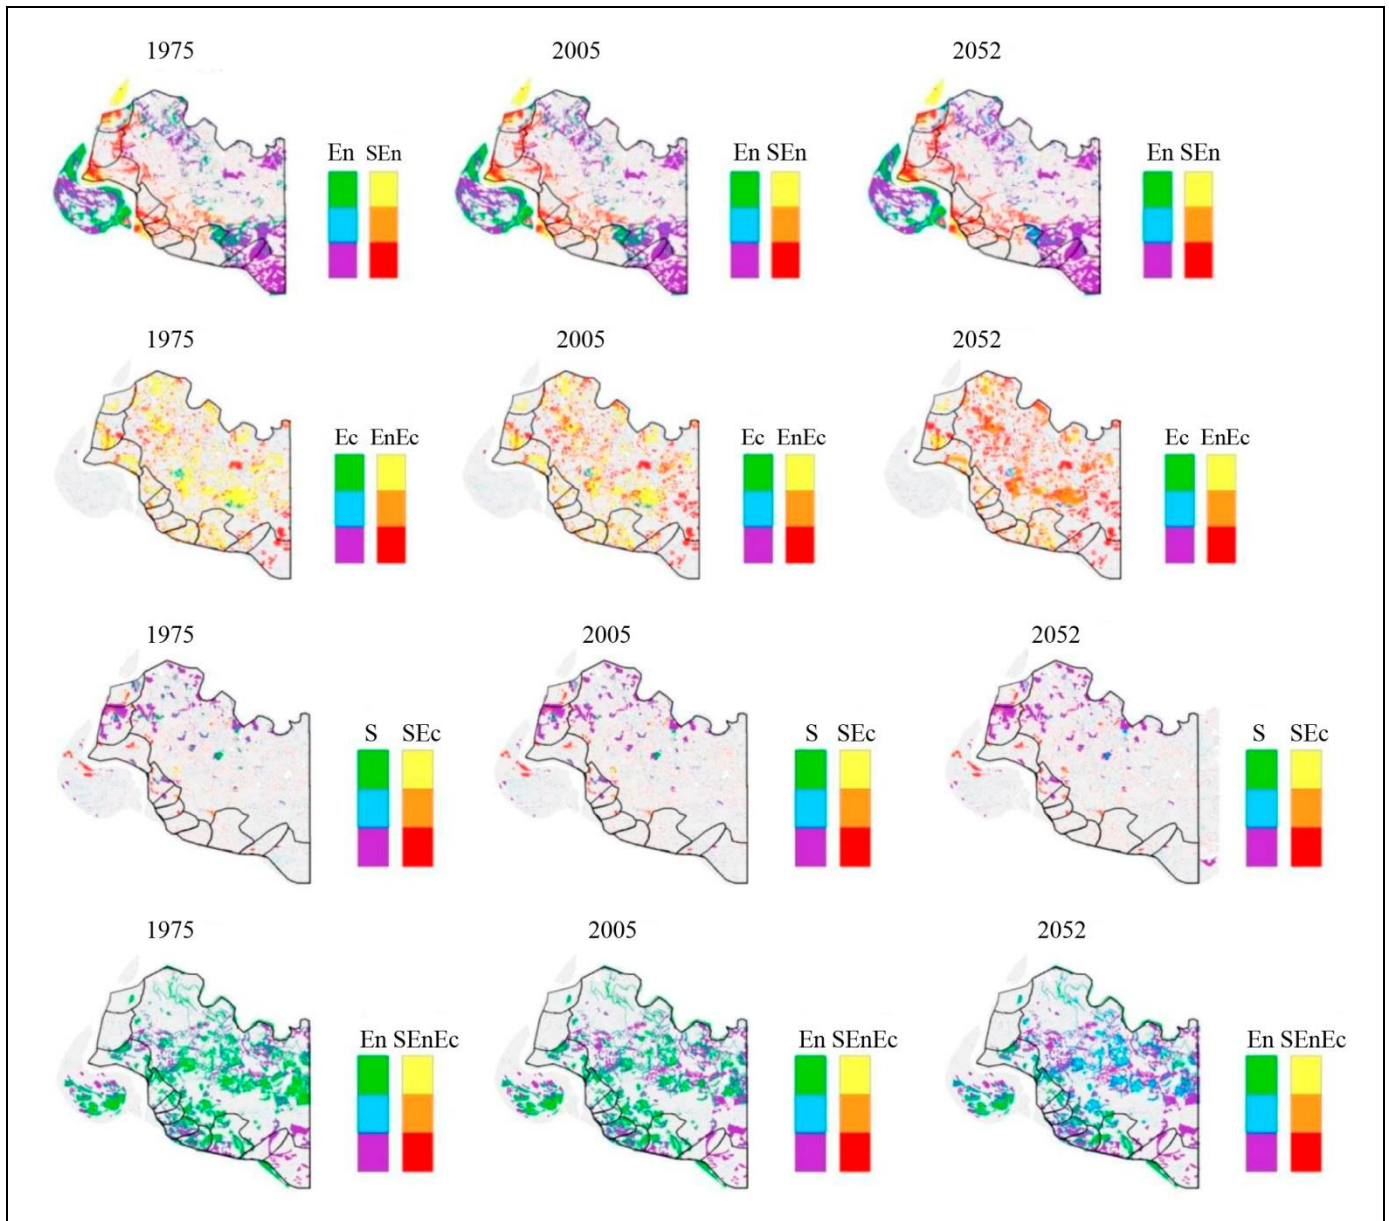 1975 2005 2052
En SEn En SEn En SEn
1975 2005 2052
Ec EnEc Ec EnEc Ec EnEc
1975 2005 2052
S SEc S SEc S SEc
1975 2005 2052
En SEnEc En SEnEc En SEnEc